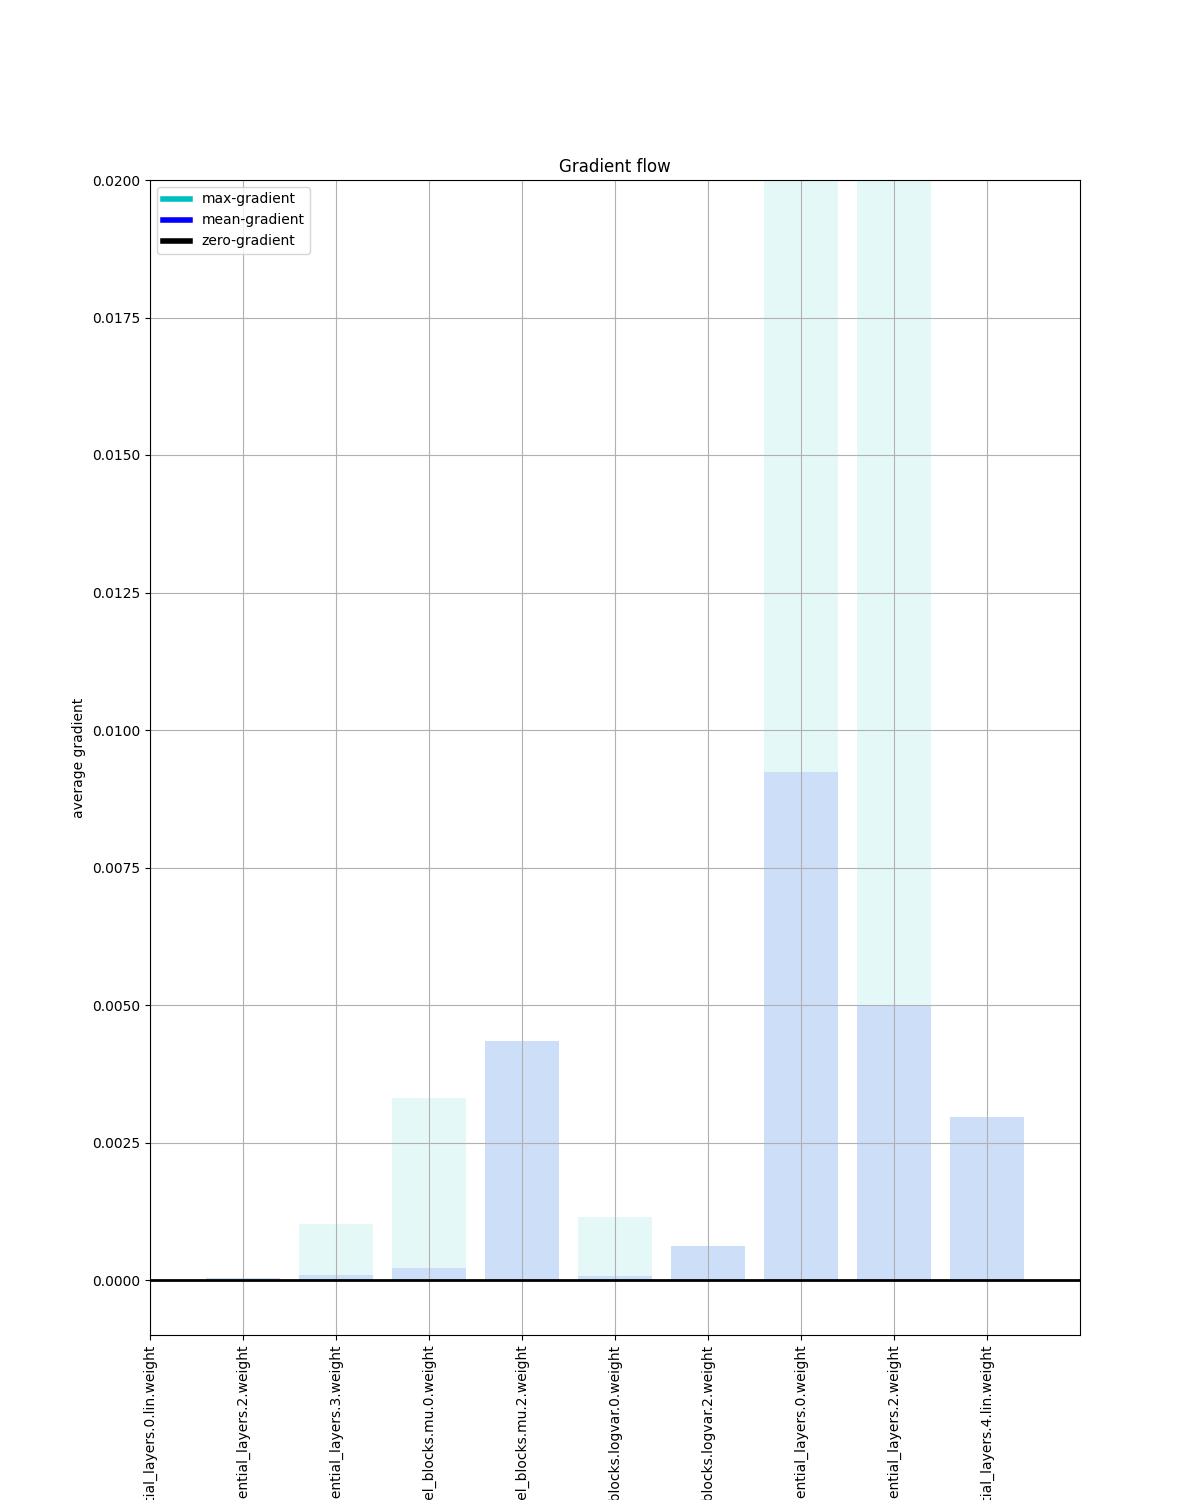 Gradient flow
max-gradient
mean-gradient
zero-gradient
0.0200
0.0175
0.0150
0.0125
0.0100
0.0075
0.0050
0.0025
0.0000
average gradient
tial_layers.0.lin.weight
ential_layers.2.weight
ential_layers.3.weight
el_blocks.mu.0.weight
el_blocks.mu.2.weight
blocks.logvar.0.weight
blocks.logvar.2.weight
ential_layers.0.weight
ential_layers.2.weight
tial_layers.4.lin.weight